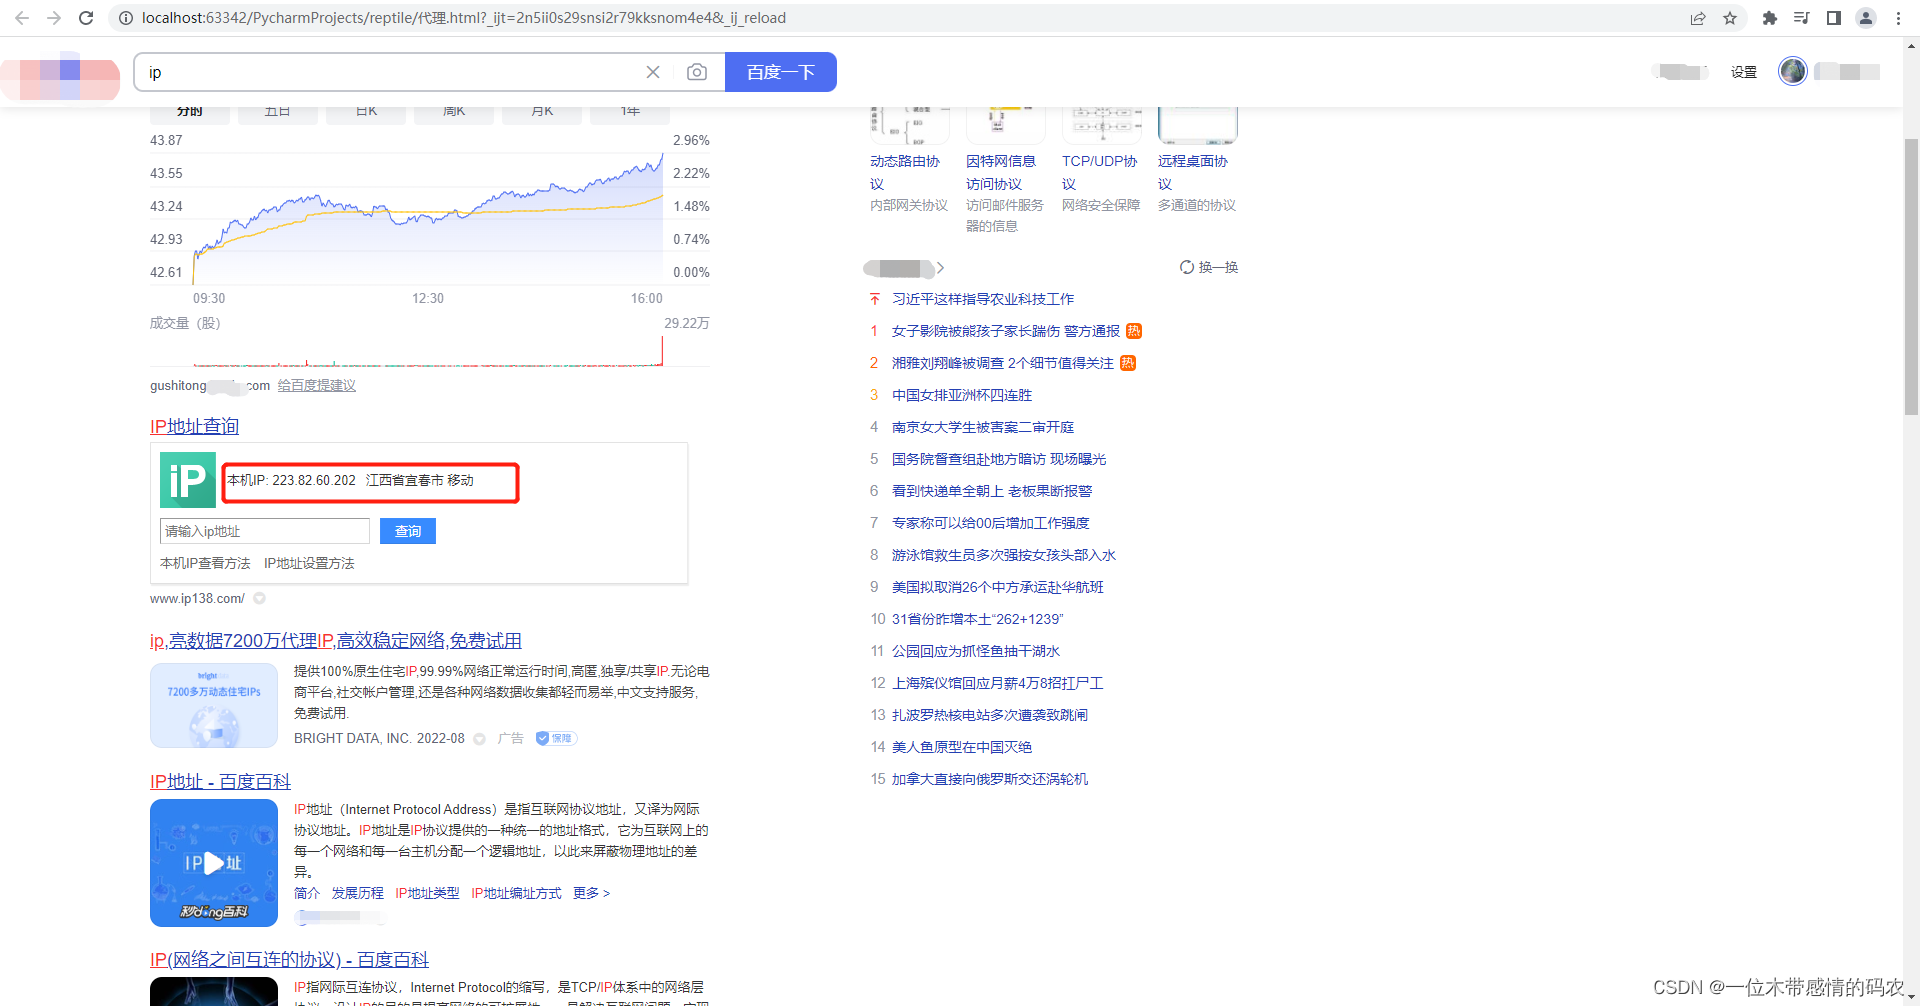 localhost:63342/PycharmProjects/reptile/代理.html?_ijt=2n5ii0s29snsi2r79kksnom4e4&_ij_reload
ip
百度一下
设置
分时 五日 日K 周K 月K 1年
43.87 2.96%
43.55 2.22%
43.24 1.48%
42.93 0.74%
42.61 0.00%
09:30 12:30 16:00
成交量（股） 29.22万
gushitong
com 给百度提建议
IP地址查询
iP
本机IP: 223.82.60.202 江西省宜春市 移动
请输入ip地址 查询
本机IP查看方法 IP地址设置方法
www.ip138.com/
ip,亮数据7200万代理IP,高效稳定网络,免费试用
bright
7200多万动态住宅IPs
提供100%原生住宅IP,99.99%网络正常运行时间,高匿,独享/共享IP.无论电
商平台,社交帐户管理,还是各种网络数据收集都轻而易举,中文支持服务,
免费试用.
BRIGHT DATA, INC. 2022-08 广告 保障
IP地址 - 百度百科
IP 址
秒dong百科
IP地址（Internet Protocol Address）是指互联网协议地址，又译为网际
协议地址。IP地址是IP协议提供的一种统一的地址格式，它为互联网上的
每一个网络和每一台主机分配一个逻辑地址，以此来屏蔽物理地址的差
异。
简介 发展历程 IP地址类型 IP地址编址方式 更多 >
IP(网络之间互连的协议) - 百度百科
IP指网际互连协议，Internet Protocol的缩写，是TCP/IP体系中的网络层
动态路由协
议
内部网关协议
因特网信息
访问协议
访问邮件服务
器的信息
TCP/UDP协
议
网络安全保障
远程桌面协
议
多通道的协议
换一换
习近平这样指导农业科技工作
1 女子影院被熊孩子家长踹伤 警方通报 热
2 湘雅刘翔峰被调查 2个细节值得关注 热
3 中国女排亚洲杯四连胜
4 南京女大学生被害案二审开庭
5 国务院督查组赴地方暗访 现场曝光
6 看到快递单全朝上 老板果断报警
7 专家称可以给00后增加工作强度
8 游泳馆救生员多次强按女孩头部入水
9 美国拟取消26个中方承运赴华航班
10 31省份昨增本土“262+1239”
11 公园回应为抓怪鱼抽干湖水
12 上海殡仪馆回应月薪4万8招扛尸工
13 扎波罗热核电站多次遭袭致跳闸
14 美人鱼原型在中国灭绝
15 加拿大直接向俄罗斯交还涡轮机
CSDN @一位木带感情的码农